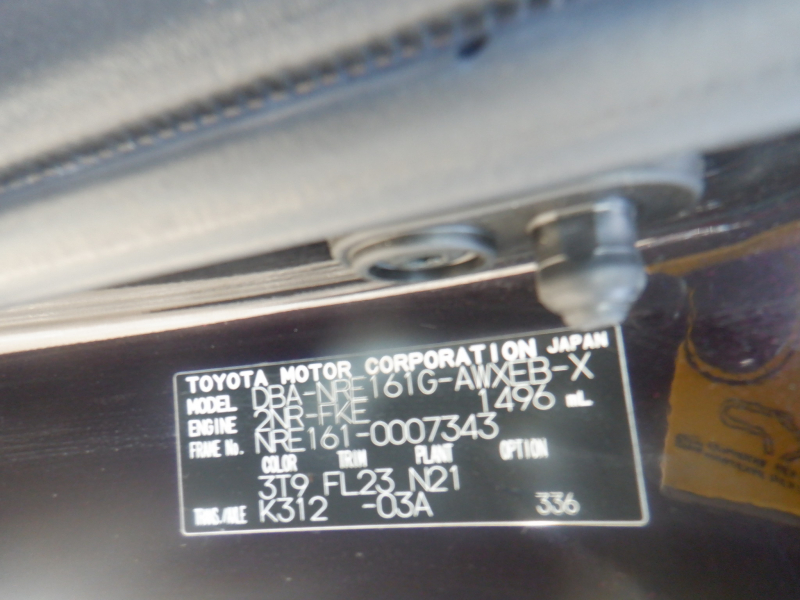 TOYOTA MOTOR CORPORATION JAPAN
MODEL DBA-NRE161G-AWXEB-X
ENGINE 2NR-FKE 1496 mL
FRAME No. NRE161-0007343
COLOR TRIM PLANT OPTION
3T9 FL23 N21
TRANS/AXLE K312 -03A 336